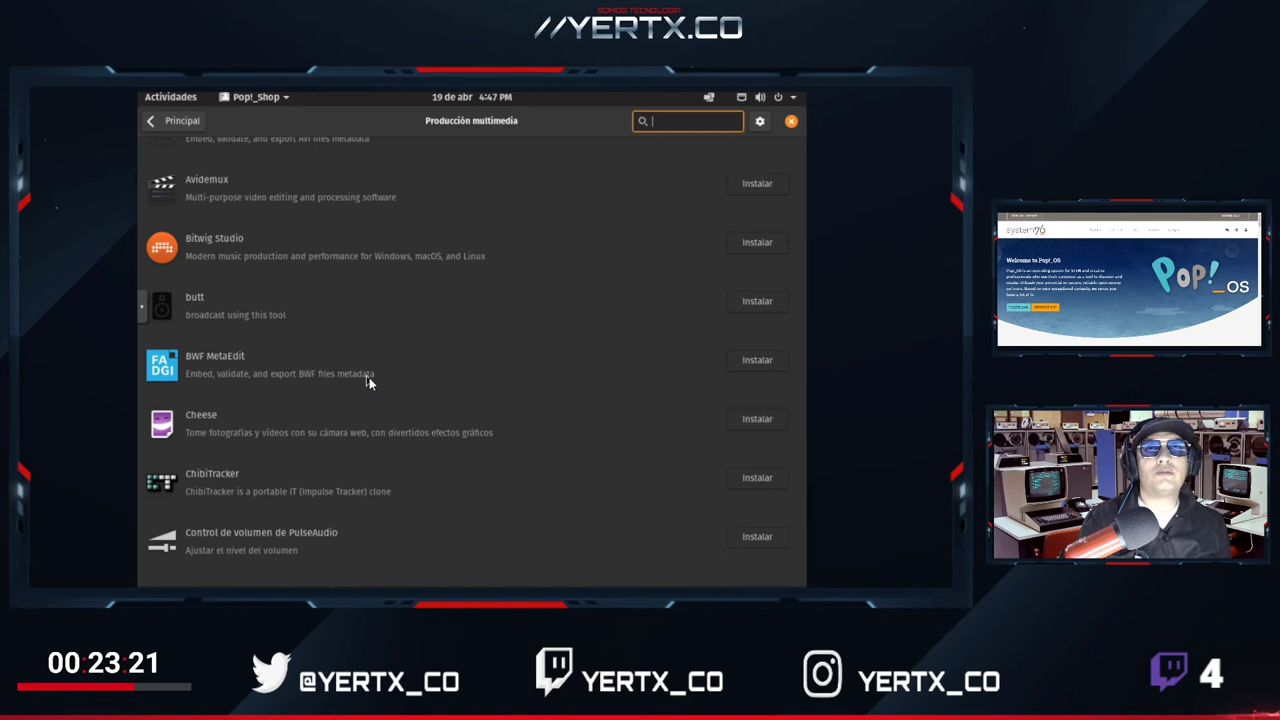 SOMOS TECNOLOGIA
//YERTX.CO
Actividades
Pop!_Shop
19 de abr 4:47 PM
Principal
Producción multimedia
Embed, validate, and export AVI files metadata
Avidemux
Multi-purpose video editing and processing software
Instalar
Bitwig Studio
Modern music production and performance for Windows, macOS, and Linux
Instalar
butt
broadcast using this tool
Instalar
FA
DGI
BWF MetaEdit
Embed, validate, and export BWF files metadata
Instalar
Cheese
Tome fotografías y vídeos con su cámara web, con divertidos efectos gráficos
Instalar
ChibiTracker
ChibiTracker is a portable IT (Impulse Tracker) clone
Instalar
Control de volumen de PulseAudio
Ajustar el nivel del volumen
Instalar
system76
Welcome to Pop!_OS
Pop!_OS
00:23:21
@YERTX_CO
YERTX_CO
YERTX_CO
4